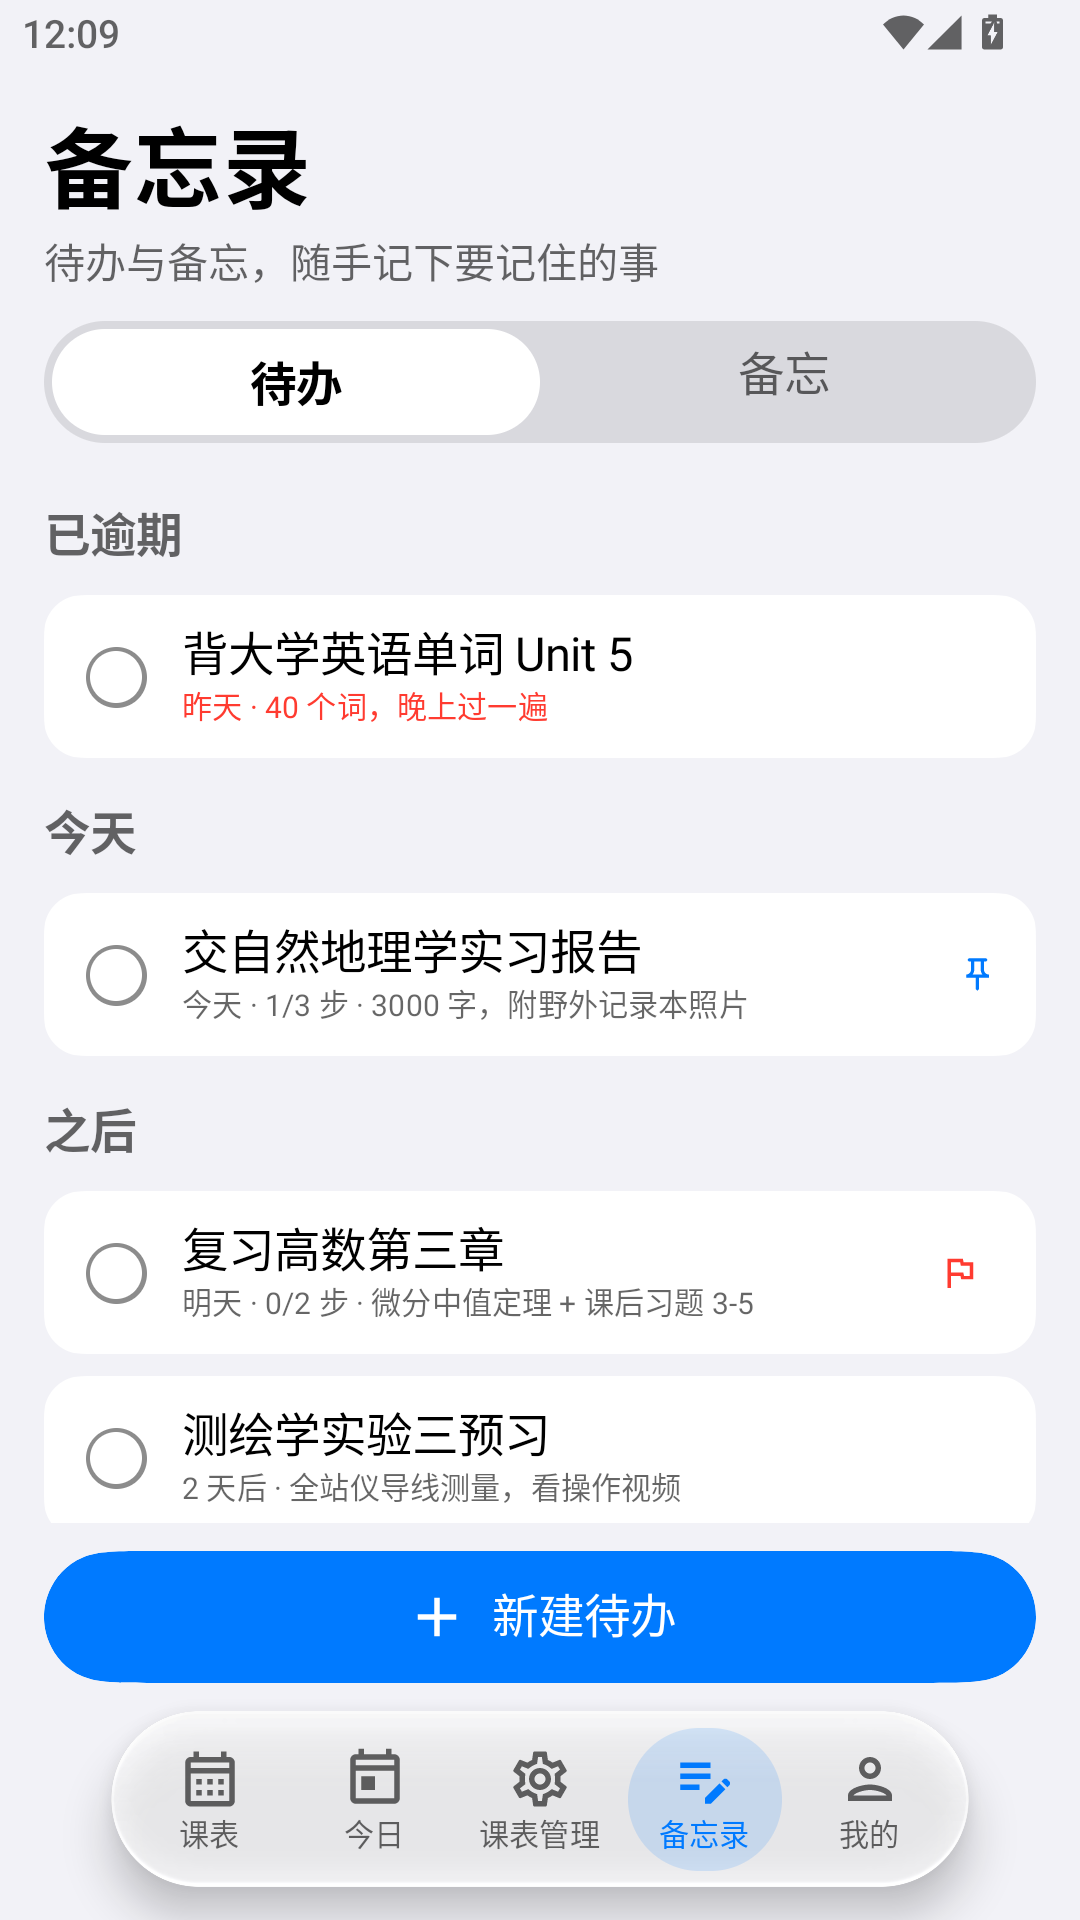 12:09
备忘录
待办与备忘，随手记下要记住的事
待办
备忘
已逾期
背大学英语单词 Unit 5
昨天 · 40 个词，晚上过一遍
今天
交自然地理学实习报告
今天 · 1/3 步 · 3000 字，附野外记录本照片
之后
复习高数第三章
明天 · 0/2 步 · 微分中值定理 + 课后习题 3-5
测绘学实验三预习
2 天后 · 全站仪导线测量，看操作视频
新建待办
课表
今日
课表管理
备忘录
我的